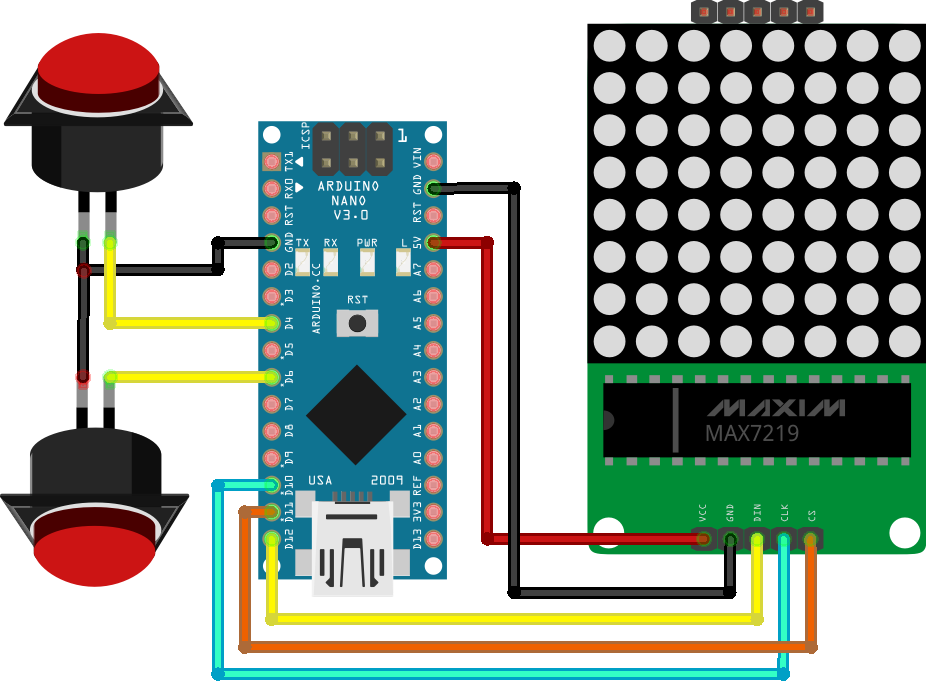 ICSP
1
TX1
RX0
RST
GND
D2
D3
D4
D5
D6
D7
D8
D9
D10
D11
D12
ARDUINO
NANO
V3.0
TX
RX
PWR
L
ARDUINO.CC
RST
USA
2009
VIN
GND
RST
5V
A7
A6
A5
A4
A3
A2
A1
A0
REF
3V3
D13
MAXIM
MAX7219
VCC
GND
DIN
CLK
CS